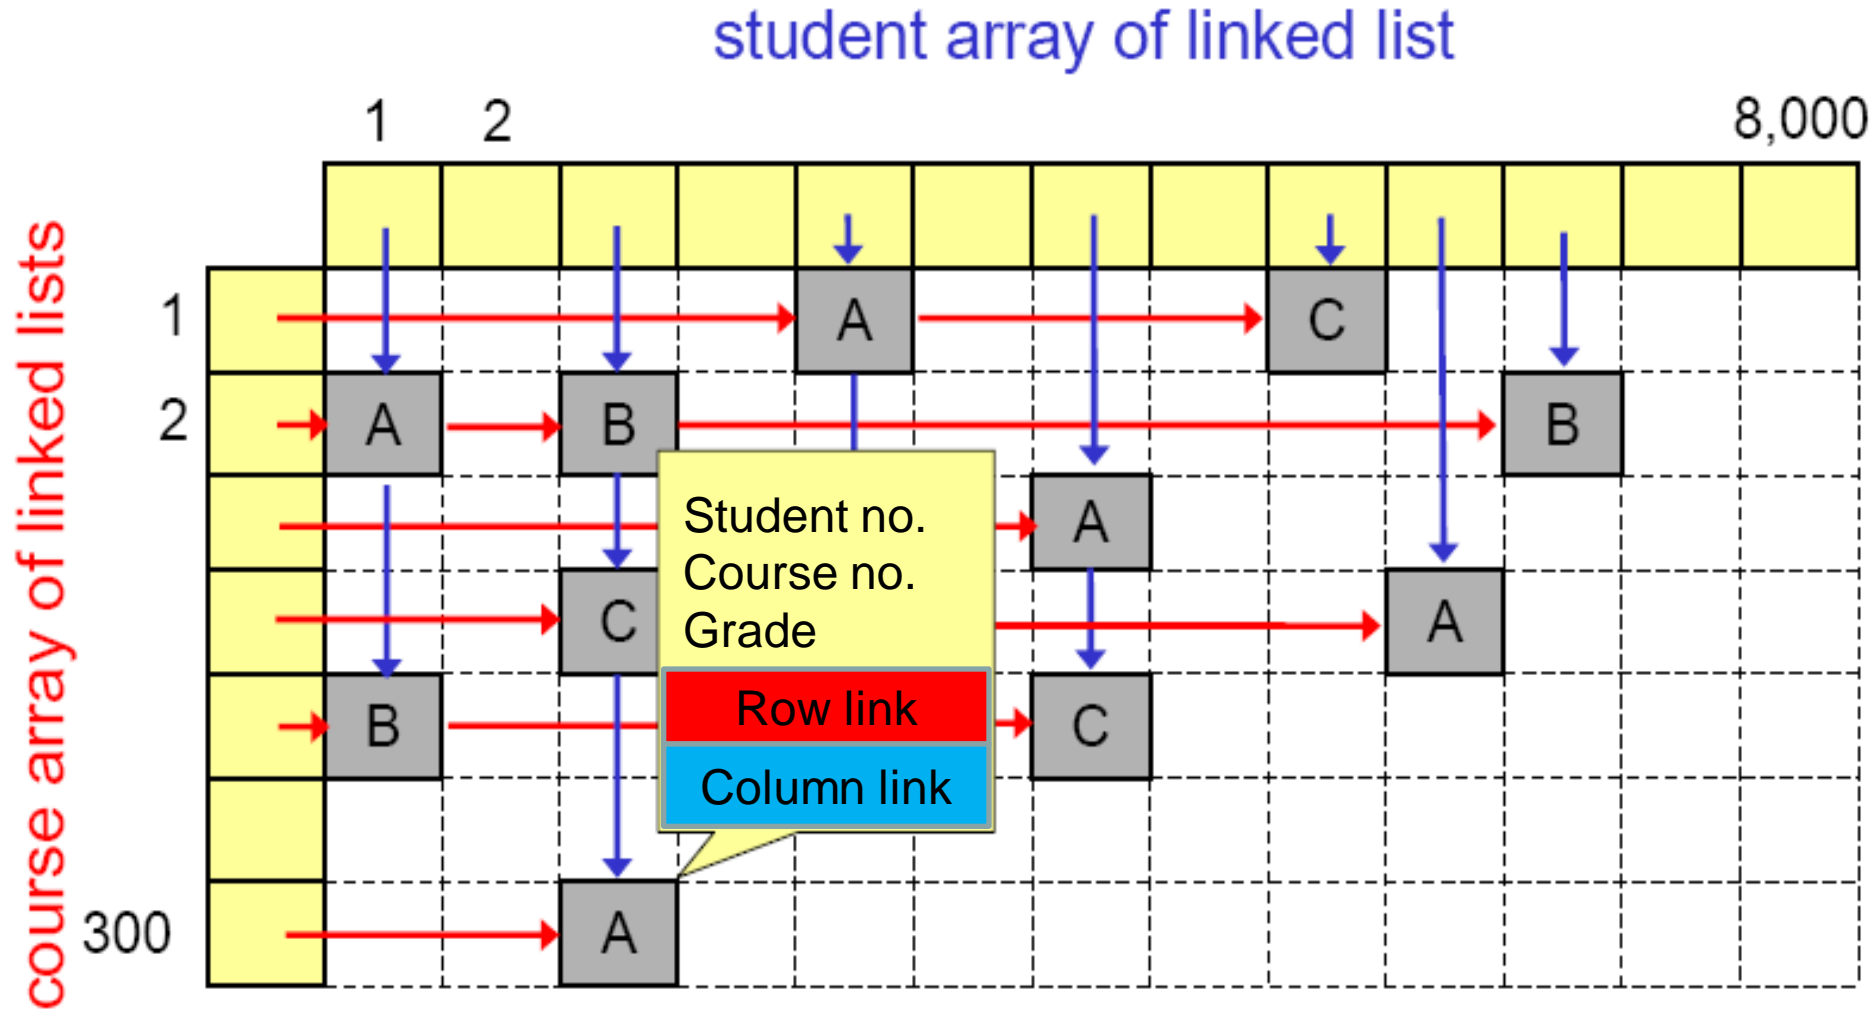 student array of linked list
1 2 8,000
course array of linked lists
1 A C
2 A B B
Student no.
A
Course no.
Grade
C A
Row link
B C
Column link
300 A